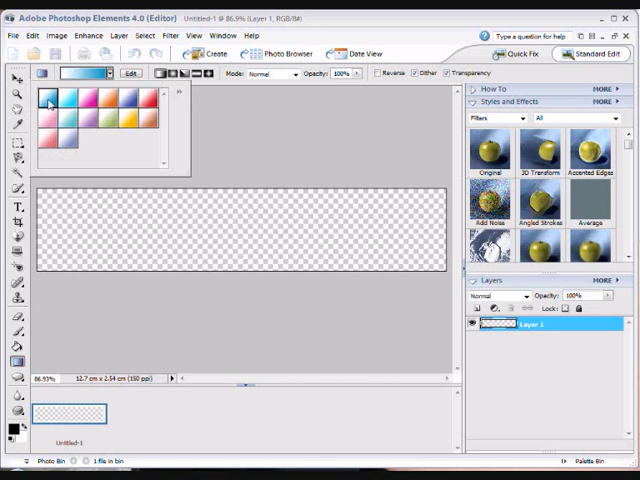 Adobe Photoshop Elements 4.0 (Editor) Untitled-1 @ 86.9% (Layer 1, RGB/8#)
File Edit Image Enhance Layer Select Filter View Window Help
Type a question for help
Create Photo Browser Date View Quick Fix Standard Edit
Edit Mode: Normal Opacity: 100% Reverse Dither Transparency
How To MORE
Styles and Effects MORE
Filters All
Original 3D Transform Accented Edges
Add Noise Angled Strokes Average
Layers MORE
Normal Opacity: 100%
Lock:
Layer 1
86.93% 12.7 cm x 2.54 cm (150 ppi)
Untitled-1
Photo Bin 1 file in bin Palette Bin